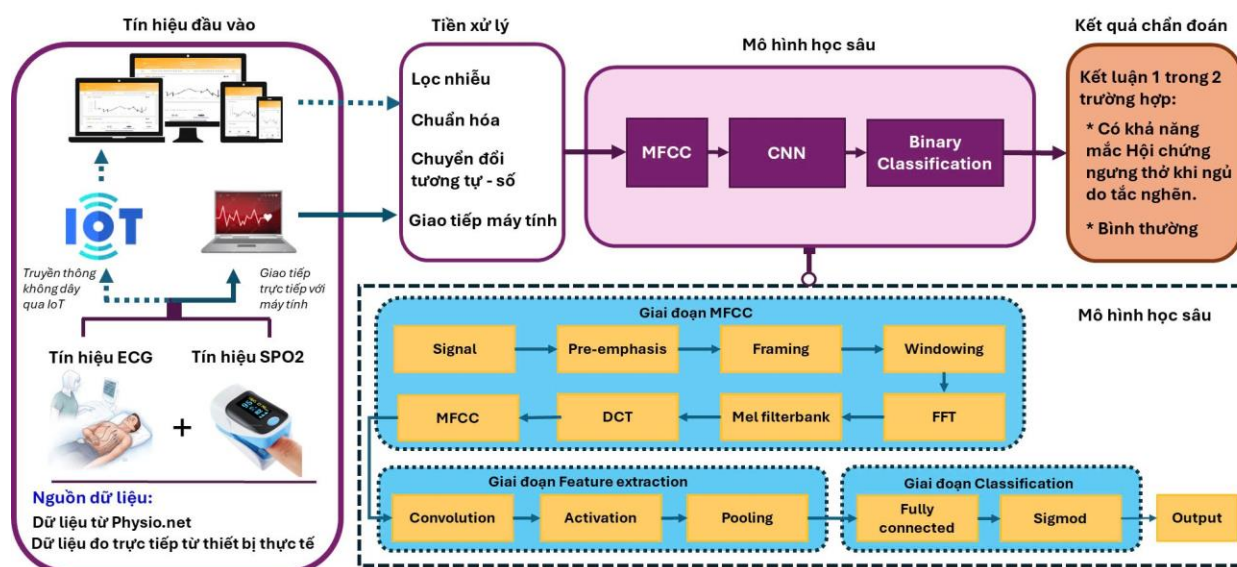 Tín hiệu đầu vào
IOT
Truyền thông
không dây
qua IoT
Giao tiếp
trực tiếp với
máy tính
Tín hiệu ECG
Tín hiệu SPO2
+
Nguồn dữ liệu:
Dữ liệu từ Physio.net
Dữ liệu đo trực tiếp từ thiết bị thực tế
Tiền xử lý
Lọc nhiễu
Chuẩn hóa
Chuyển đổi
tương tự - số
Giao tiếp máy tính
Mô hình học sâu
MFCC
CNN
Binary
Classification
Kết quả chẩn đoán
Kết luận 1 trong 2
trường hợp:
* Có khả năng
mắc Hội chứng
ngưng thở khi ngủ
do tắc nghẽn.
* Bình thường
Mô hình học sâu
Giai đoạn MFCC
Signal
Pre-emphasis
Framing
Windowing
MFCC
DCT
Mel filterbank
FFT
Giai đoạn Feature extraction
Convolution
Activation
Pooling
Giai đoạn Classification
Fully
connected
Sigmod
Output